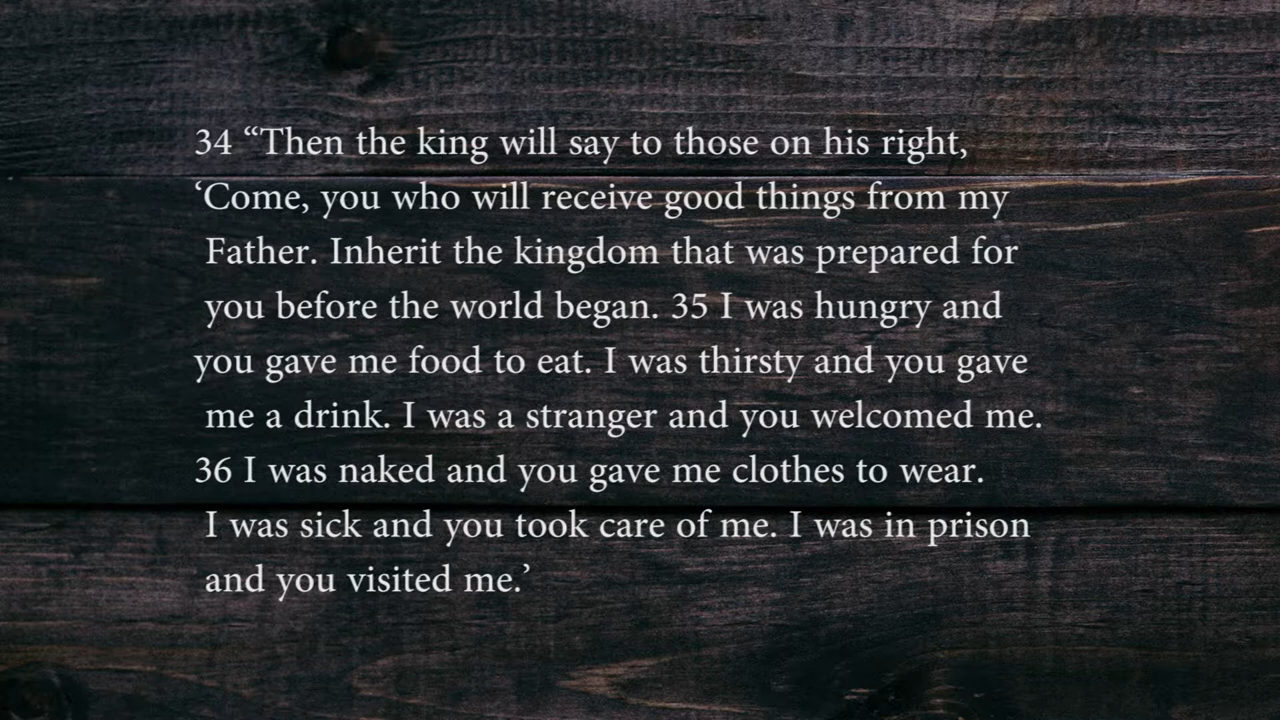 34 “Then the king will say to those on his right,
‘Come, you who will receive good things from my
Father. Inherit the kingdom that was prepared for
you before the world began. 35 I was hungry and
you gave me food to eat. I was thirsty and you gave
me a drink. I was a stranger and you welcomed me.
36 I was naked and you gave me clothes to wear.
I was sick and you took care of me. I was in prison
and you visited me.’